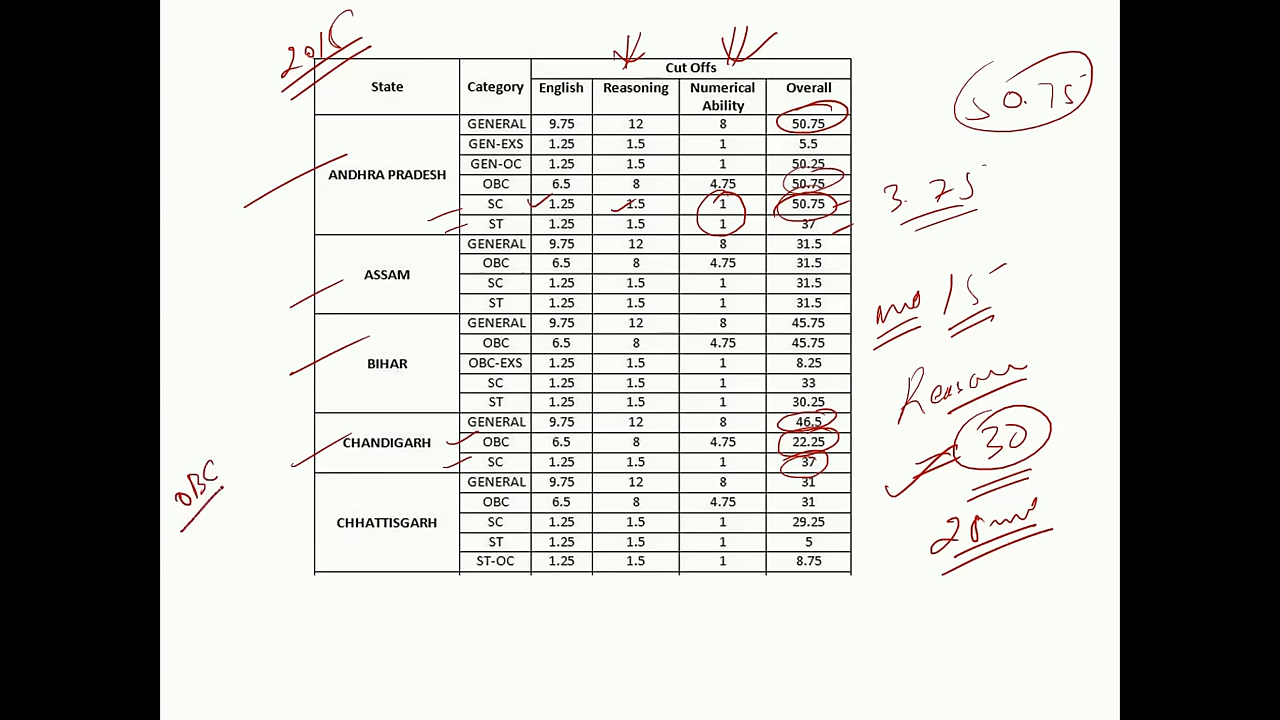 2016
Cut Offs
State Category English Reasoning Numerical Ability Overall
ANDHRA PRADESH
GENERAL 9.75 12 8 50.75
GEN-EXS 1.25 1.5 1 5.5
GEN-OC 1.25 1.5 1 50.25
OBC 6.5 8 4.75 50.75
SC 1.25 1.5 1 50.75
ST 1.25 1.5 1 37
ASSAM
GENERAL 9.75 12 8 31.5
OBC 6.5 8 4.75 31.5
SC 1.25 1.5 1 31.5
ST 1.25 1.5 1 31.5
BIHAR
GENERAL 9.75 12 8 45.75
OBC 6.5 8 4.75 45.75
OBC-EXS 1.25 1.5 1 8.25
SC 1.25 1.5 1 33
ST 1.25 1.5 1 30.25
CHANDIGARH
GENERAL 9.75 12 8 46.5
OBC 6.5 8 4.75 22.25
SC 1.25 1.5 1 37
CHHATTISGARH
GENERAL 9.75 12 8 31
OBC 6.5 8 4.75 31
SC 1.25 1.5 1 29.25
ST 1.25 1.5 1 5
ST-OC 1.25 1.5 1 8.75
50.75
3.75
15
30
OBC